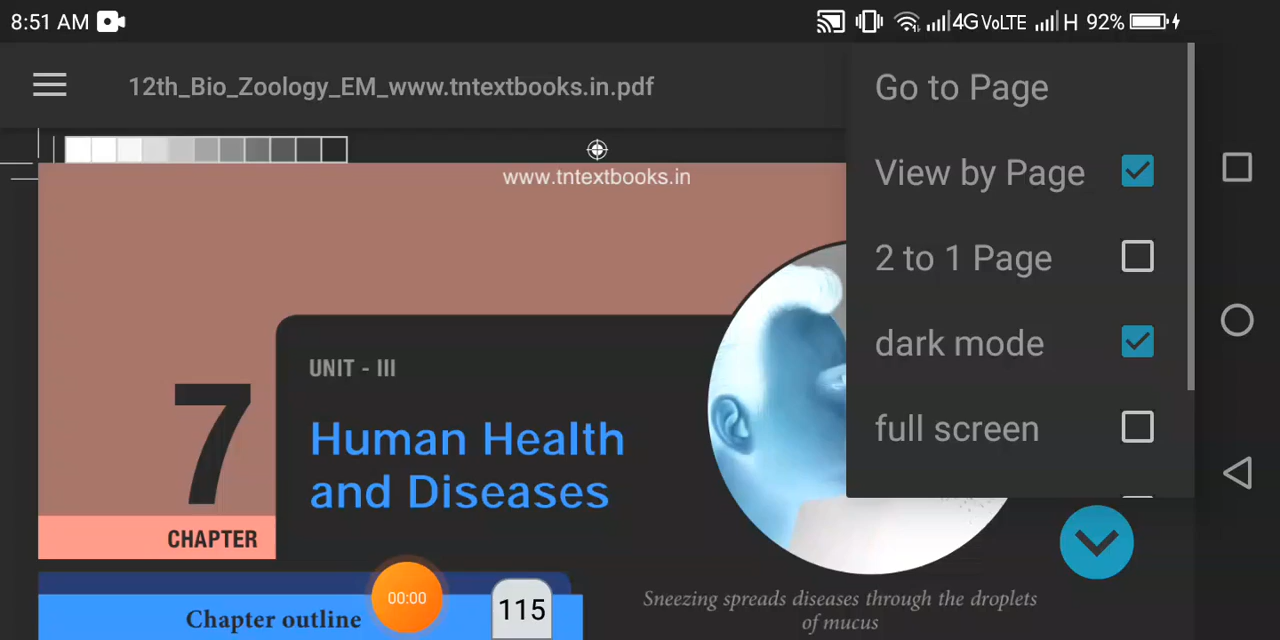 8:51 AM
4G VoLTE H 92%
12th_Bio_Zoology_EM_www.tntextbooks.in.pdf
Go to Page
View by Page
2 to 1 Page
dark mode
full screen
www.tntextbooks.in
UNIT - III
7
Human Health
and Diseases
CHAPTER
00:00
115
Chapter outline
Sneezing spreads diseases through the droplets
of mucus